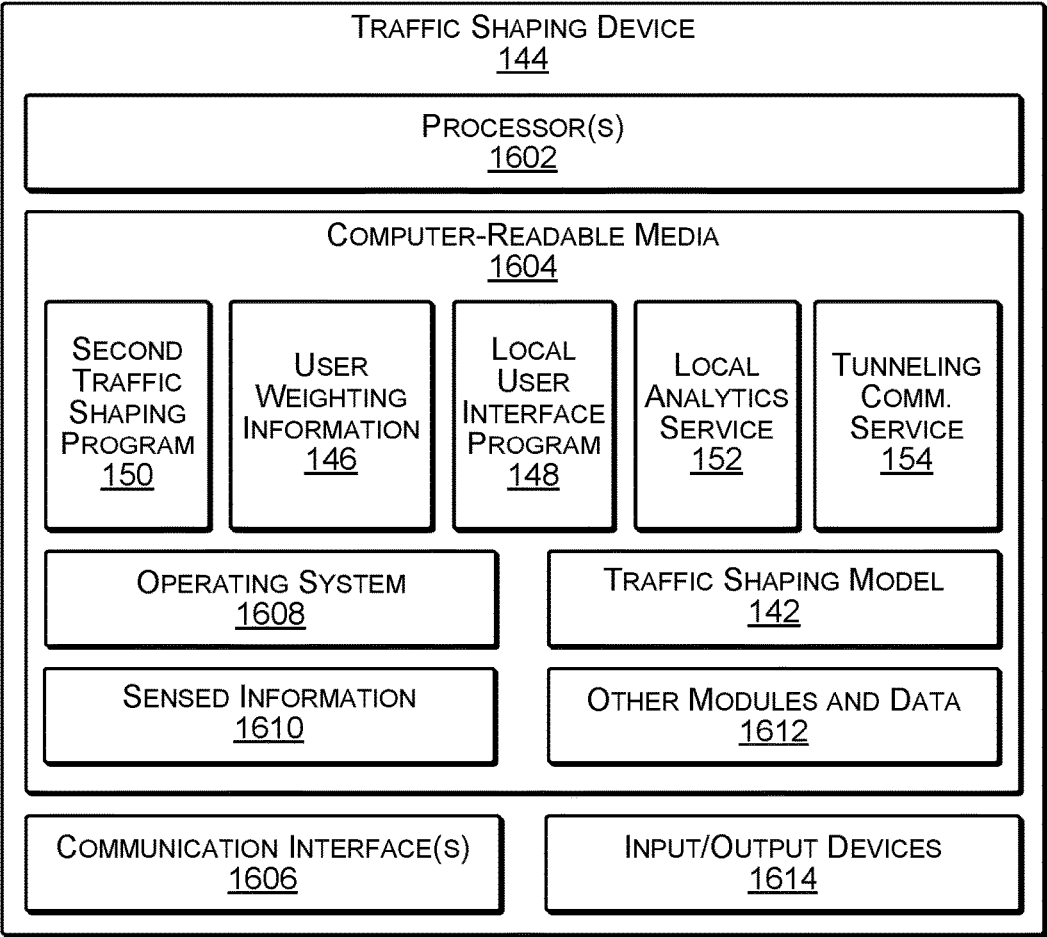 TRAFFIC SHAPING DEVICE
144
PROCESSOR(S)
1602
COMPUTER-READABLE MEDIA
1604
SECOND
TRAFFIC
SHAPING
PROGRAM
150
USER
WEIGHTING
INFORMATION
146
LOCAL
USER
INTERFACE
PROGRAM
148
LOCAL
ANALYTICS
SERVICE
152
TUNNELING
COMM.
SERVICE
154
OPERATING SYSTEM
1608
TRAFFIC SHAPING MODEL
142
SENSED INFORMATION
1610
OTHER MODULES AND DATA
1612
COMMUNICATION INTERFACE(S)
1606
INPUT/OUTPUT DEVICES
1614